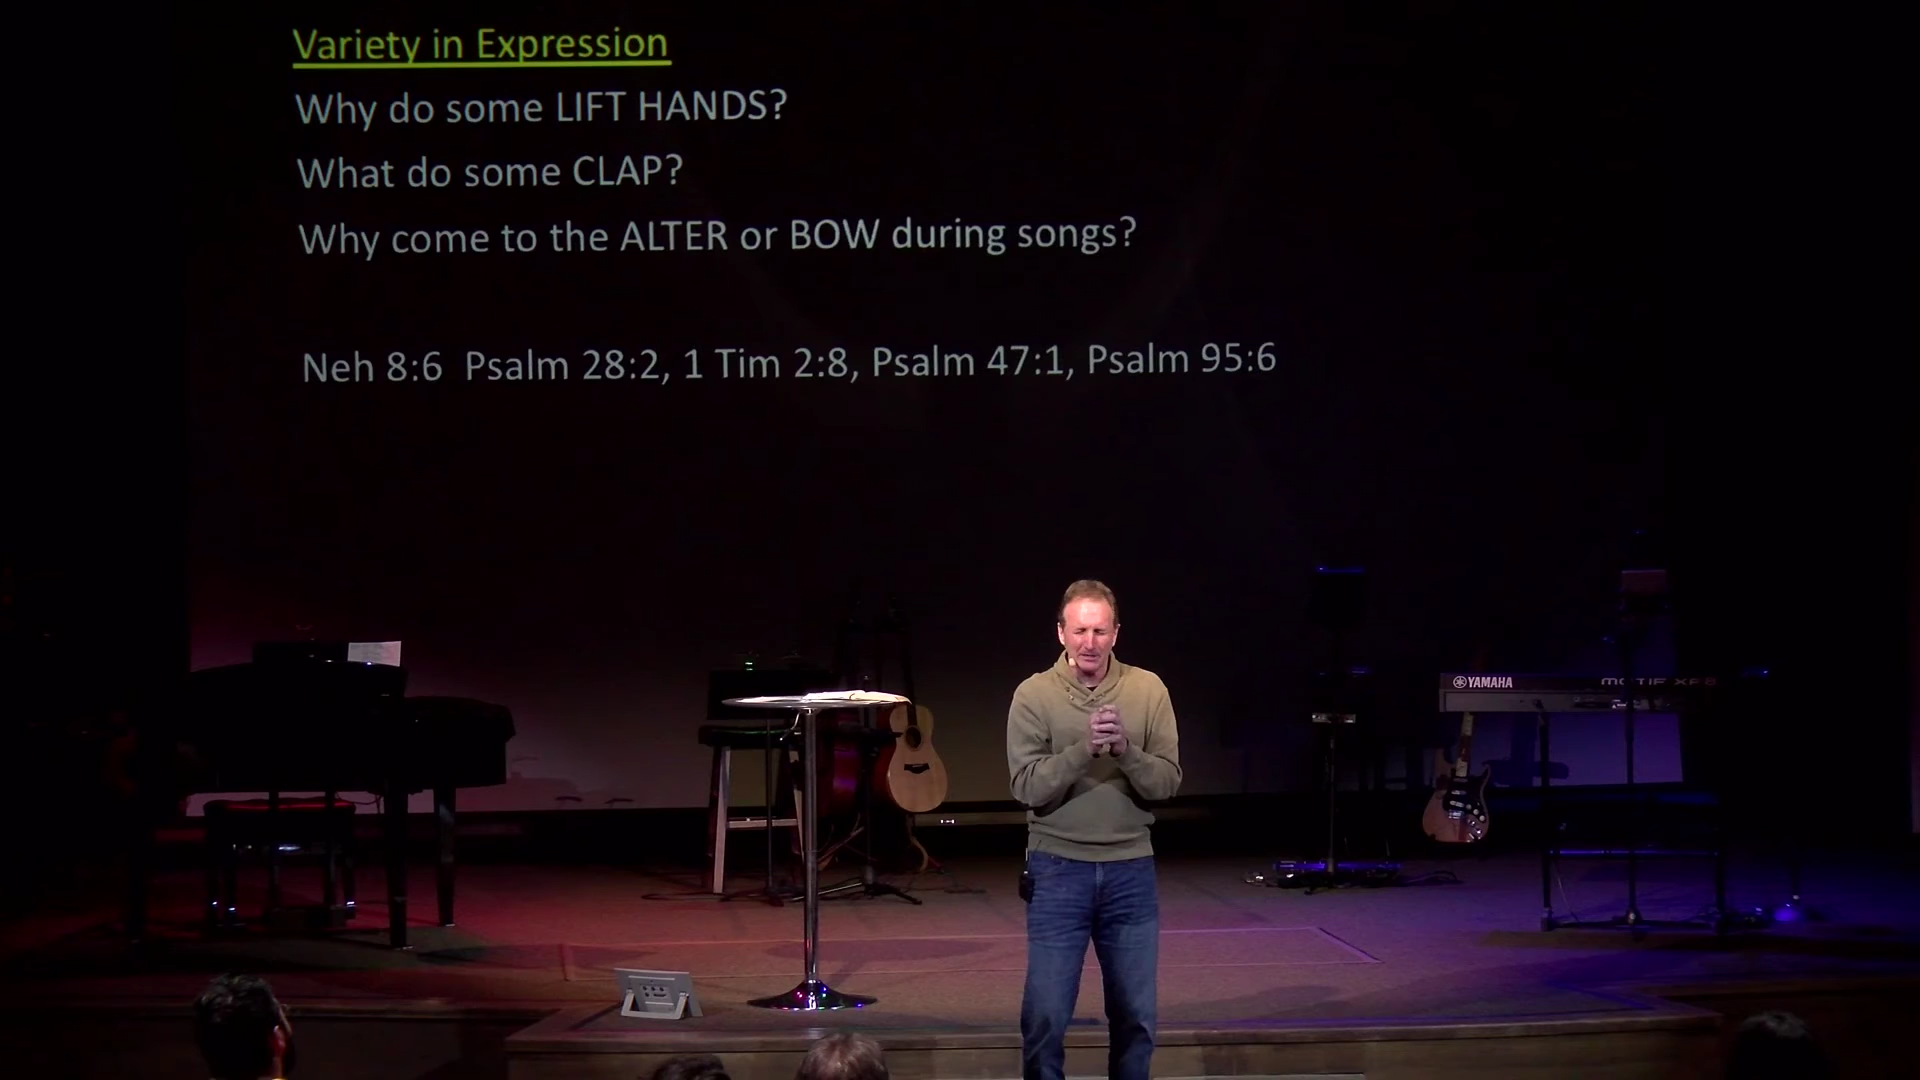 Variety in Expression
Why do some LIFT HANDS?
What do some CLAP?
Why come to the ALTER or BOW during songs?
Neh 8:6 Psalm 28:2, 1 Tim 2:8, Psalm 47:1, Psalm 95:6
YAMAHA MOTIF XF8